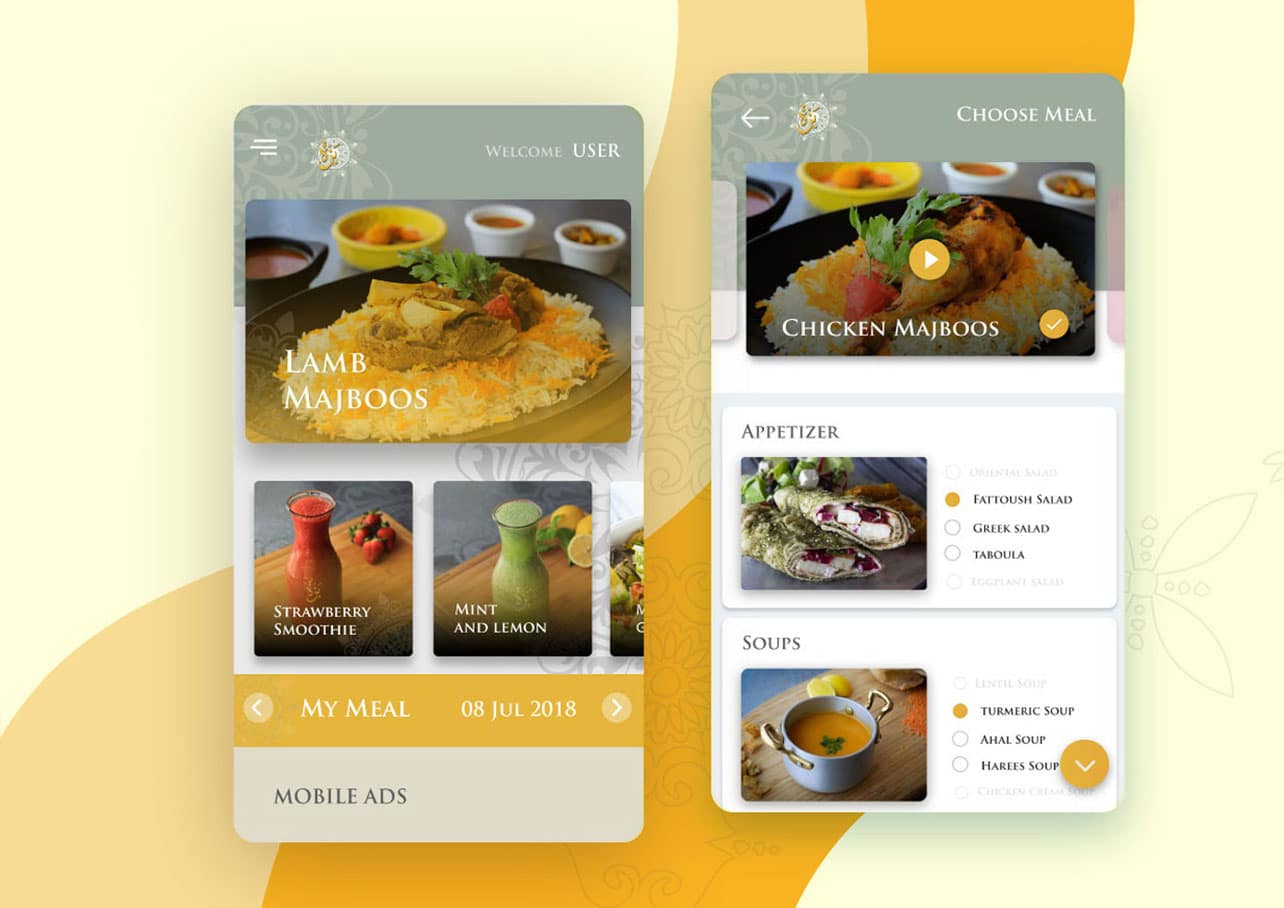 Welcome USER
Lamb
Majboos
Strawberry
Smoothie
Mint
and lemon
My Meal
08 Jul 2018
MOBILE ADS
Choose Meal
Chicken Majboos
Appetizer
Oriental Salad
Fattoush Salad
Greek salad
taboula
Eggplant salad
Soups
Lentil Soup
turmeric Soup
Ahal Soup
Harees Soup
Chicken Cream Soup